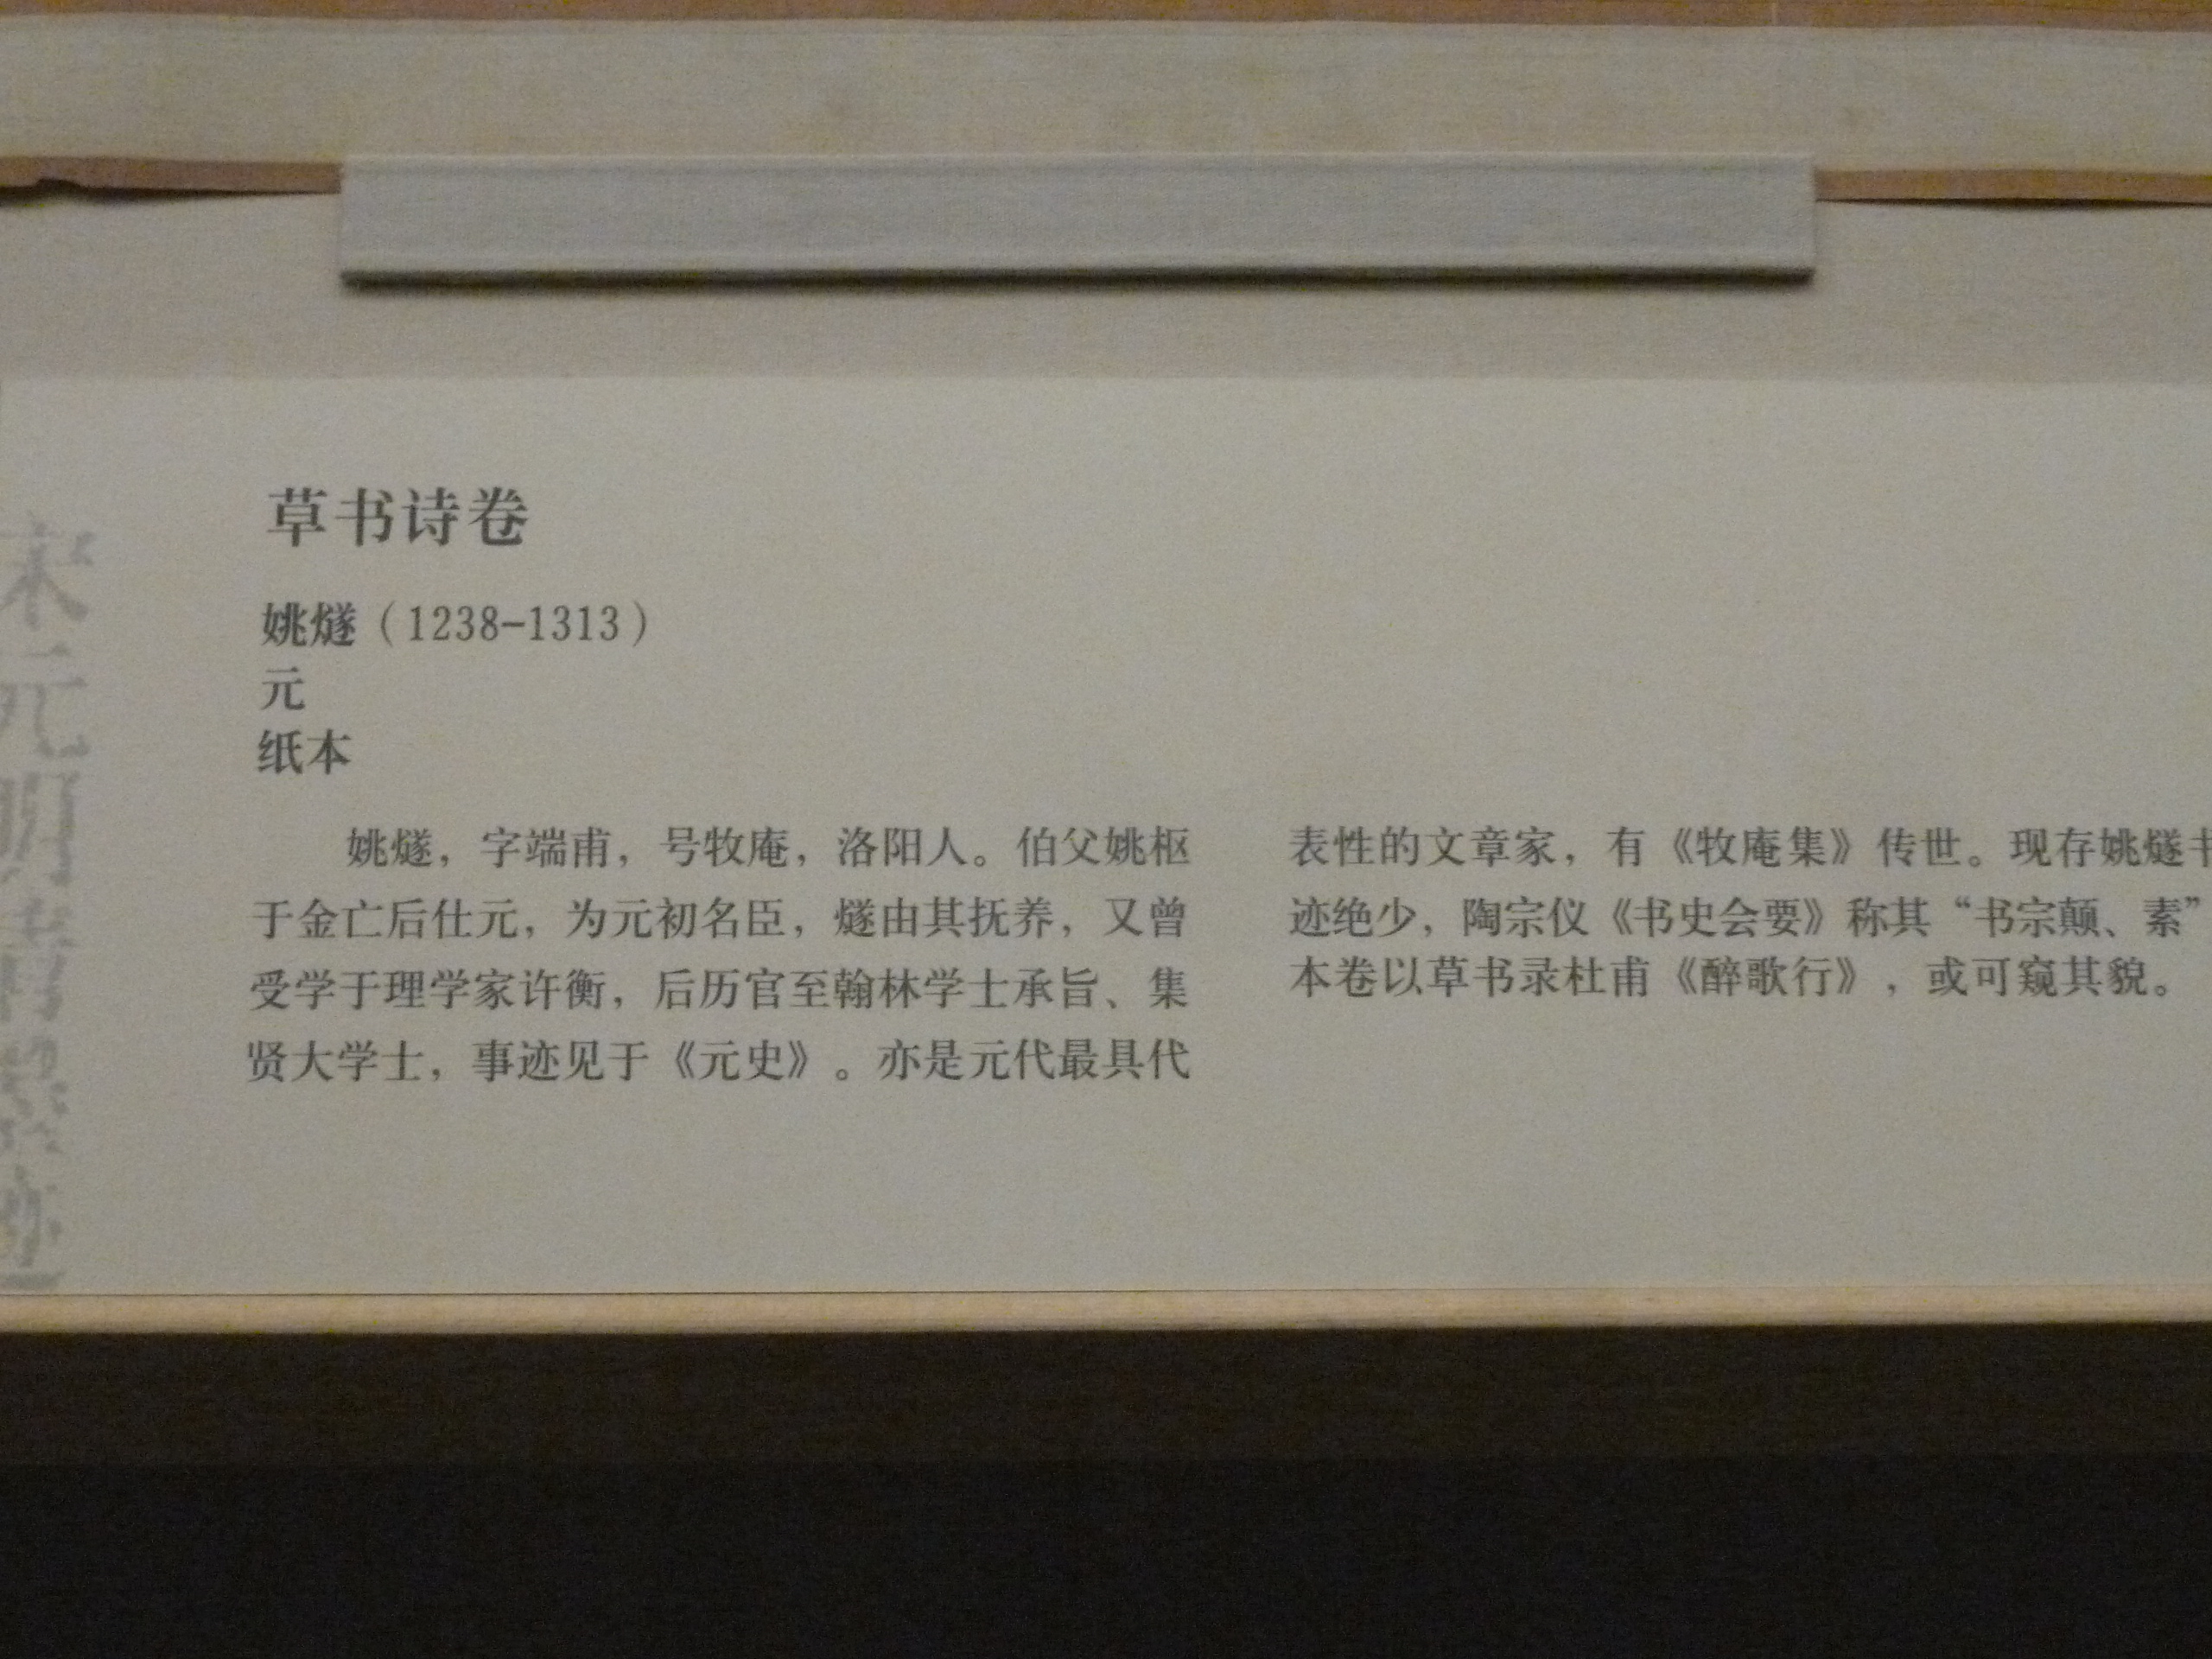 草书诗卷
姚燧（1238-1313）
元
纸本
姚燧，字端甫，号牧庵，洛阳人。伯父姚枢
于金亡后仕元，为元初名臣，燧由其抚养，又曾
受学于理学家许衡，后历官至翰林学士承旨、集
贤大学士，事迹见于《元史》。亦是元代最具代
表性的文章家，有《牧庵集》传世。现存姚燧书
迹绝少，陶宗仪《书史会要》称其“书宗颠、素”
本卷以草书录杜甫《醉歌行》，或可窥其貌。